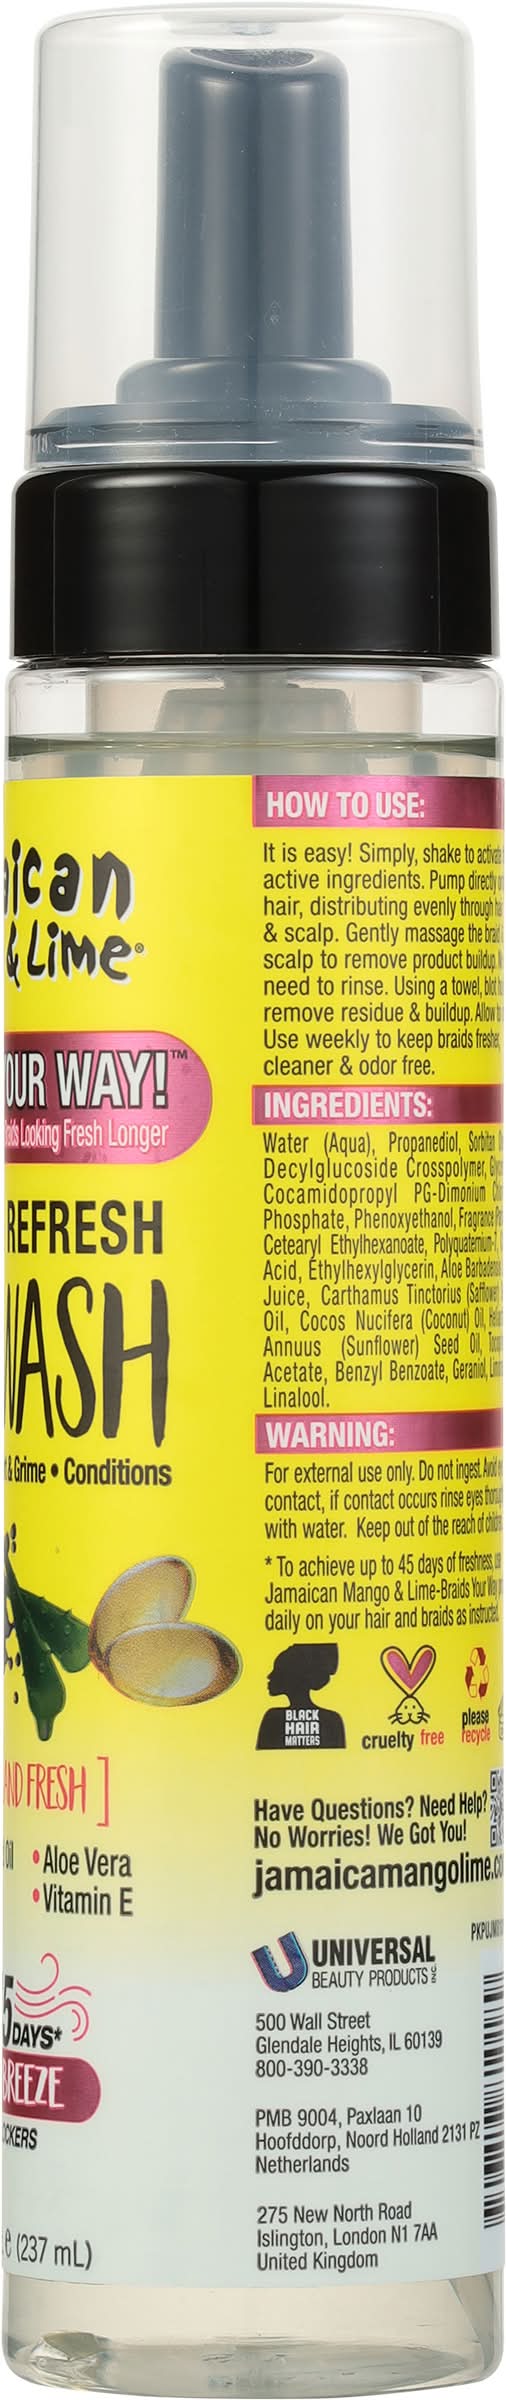 aican
& Lime®
OUR WAY!™
Looking Fresh Longer
REFRESH
WASH
& Grime • Conditions
AND FRESH ]
Oil
• Aloe Vera
• Vitamin E
5
DAYS*
BREEZE
OCKERS
e (237 mL)
HOW TO USE:
It is easy! Simply, shake to activate
active ingredients. Pump directly
hair, distributing evenly through
& scalp. Gently massage the braid
scalp to remove product buildup.
need to rinse. Using a towel, blot
remove residue & buildup. Allow to
Use weekly to keep braids fresher,
cleaner & odor free.
INGREDIENTS:
Water (Aqua), Propanediol, Sorbitan
Decylglucoside Crosspolymer,
Cocamidopropyl PG-Dimonium
Phosphate, Phenoxyethanol, Fragrance
Cetearyl Ethylhexanoate, Polyquaternium-7,
Acid, Ethylhexylglycerin, Aloe Barbadensis
Juice, Carthamus Tinctorius (Safflower)
Oil, Cocos Nucifera (Coconut) Oil,
Annuus (Sunflower) Seed Oil,
Acetate, Benzyl Benzoate, Geraniol,
Linalool.
WARNING:
For external use only. Do not ingest. Avoid
contact, if contact occurs rinse eyes
with water. Keep out of the reach of
* To achieve up to 45 days of freshness, use
Jamaican Mango & Lime-Braids Your Way
daily on your hair and braids as instructed.
BLACK
HAIR
MATTERS
cruelty free
please
recycle
Have Questions? Need Help?
No Worries! We Got You!
jamaicamangolime.co
UNIVERSAL
BEAUTY PRODUCTS INC.
500 Wall Street
Glendale Heights, IL 60139
800-390-3338
PMB 9004, Paxlaan 10
Hoofddorp, Noord Holland 2131 PZ
Netherlands
275 New North Road
Islington, London N1 7AA
United Kingdom